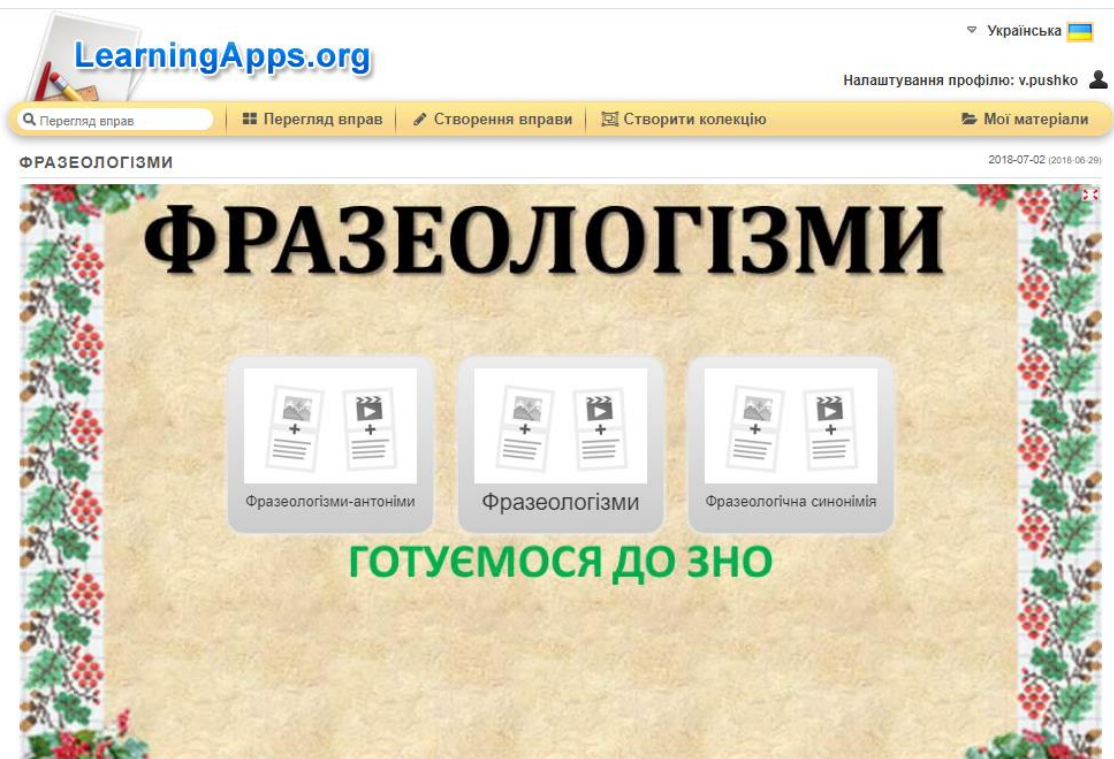 Українська
LearningApps.org
Налаштування профілю: v.pushko
Перегляд вправ Перегляд вправ Створення вправи Створити колекцію Мої матеріали
ФРАЗЕОЛОГІЗМИ 2018-07-02 (2018-06-29)
ФРАЗЕОЛОГІЗМИ
Фразеологізми-антоніми Фразеологізми Фразеологічна синонімія
ГОТУЄМОСЯ ДО ЗНО